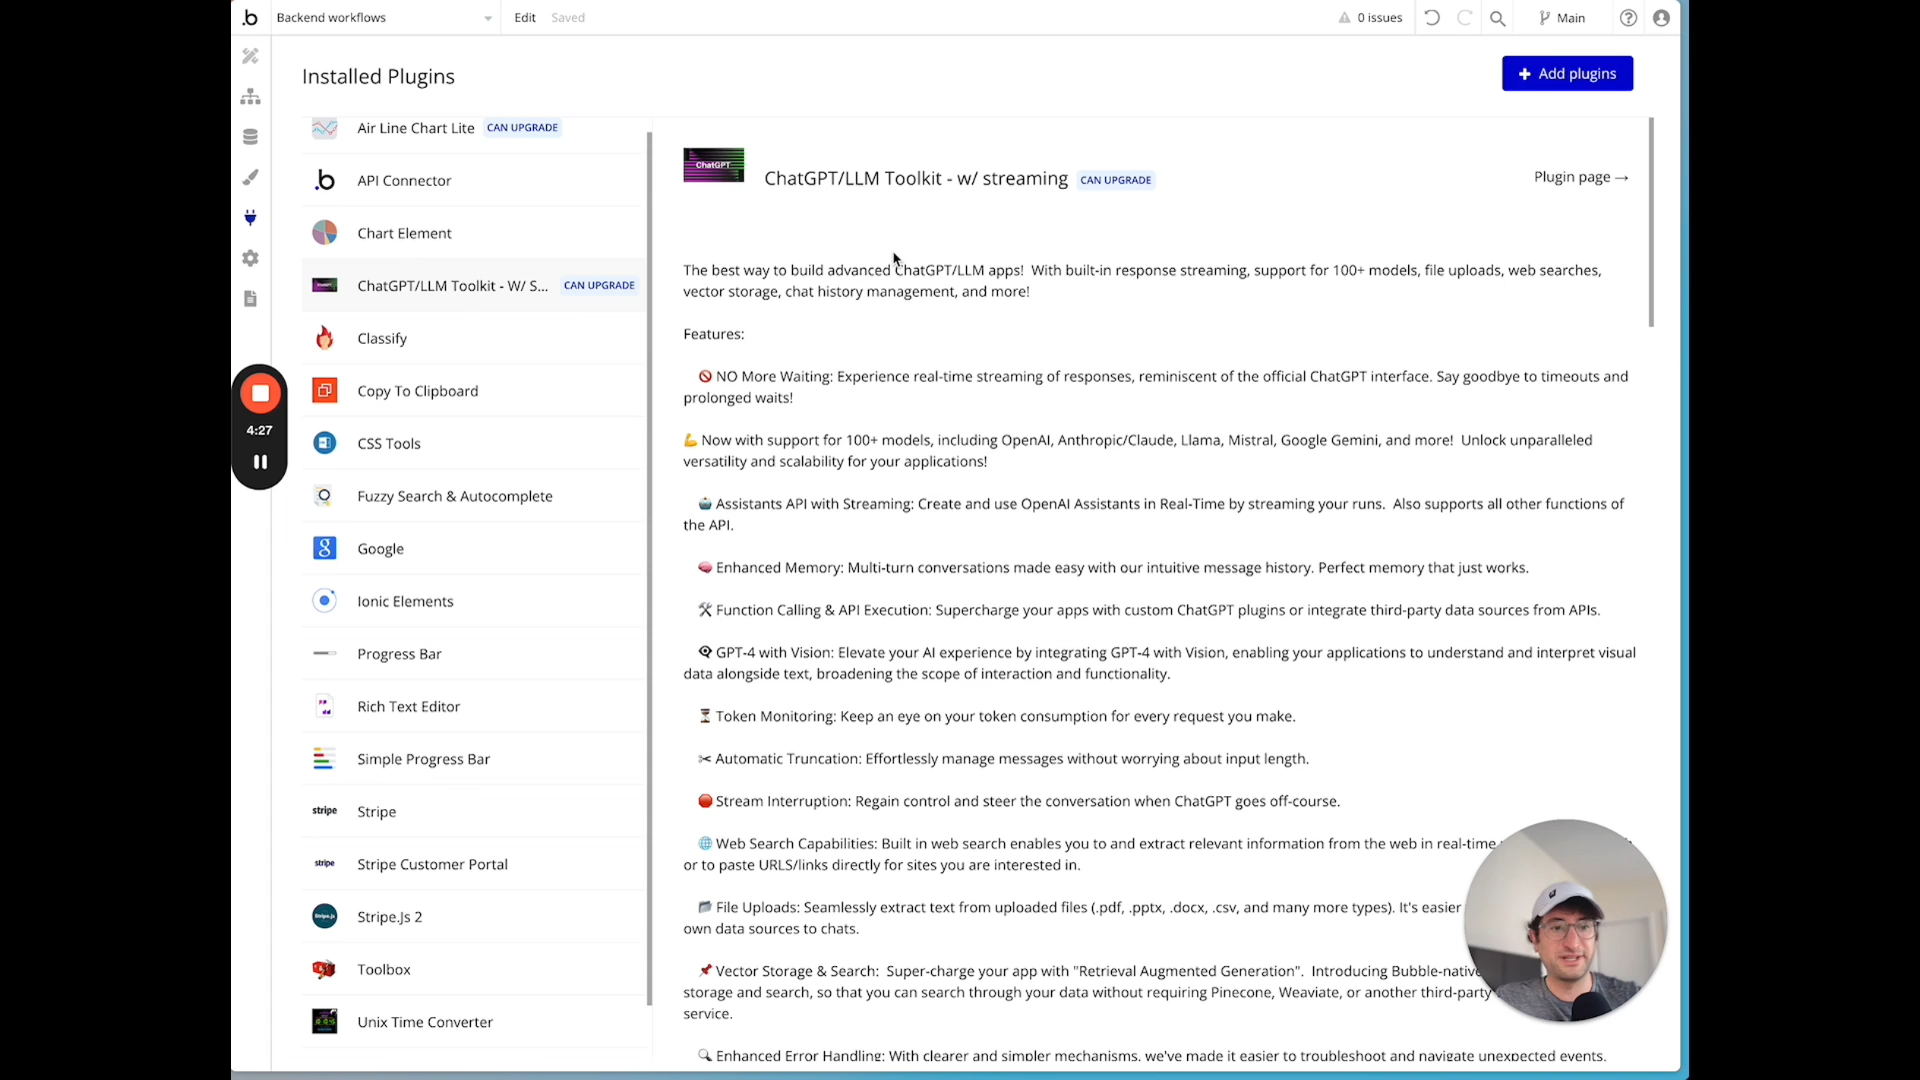 Backend workflows
Edit
Saved
0 issues
Main
Installed Plugins
Add plugins
Air Line Chart Lite CAN UPGRADE
API Connector
Chart Element
ChatGPT/LLM Toolkit - W/ S... CAN UPGRADE
Classify
Copy To Clipboard
CSS Tools
Fuzzy Search & Autocomplete
Google
Ionic Elements
Progress Bar
Rich Text Editor
Simple Progress Bar
stripe Stripe
stripe Stripe Customer Portal
Stripe.js Stripe.Js 2
Toolbox
Unix Time Converter
4:27
ChatGPT
ChatGPT/LLM Toolkit - w/ streaming CAN UPGRADE
Plugin page →
The best way to build advanced ChatGPT/LLM apps! With built-in response streaming, support for 100+ models, file uploads, web searches,
vector storage, chat history management, and more!
Features:
🚫 NO More Waiting: Experience real-time streaming of responses, reminiscent of the official ChatGPT interface. Say goodbye to timeouts and
prolonged waits!
💪 Now with support for 100+ models, including OpenAI, Anthropic/Claude, Llama, Mistral, Google Gemini, and more! Unlock unparalleled
versatility and scalability for your applications!
🤖 Assistants API with Streaming: Create and use OpenAI Assistants in Real-Time by streaming your runs. Also supports all other functions of
the API.
🧠 Enhanced Memory: Multi-turn conversations made easy with our intuitive message history. Perfect memory that just works.
🛠 Function Calling & API Execution: Supercharge your apps with custom ChatGPT plugins or integrate third-party data sources from APIs.
👁‍🗨 GPT-4 with Vision: Elevate your AI experience by integrating GPT-4 with Vision, enabling your applications to understand and interpret visual
data alongside text, broadening the scope of interaction and functionality.
⏳ Token Monitoring: Keep an eye on your token consumption for every request you make.
✂ Automatic Truncation: Effortlessly manage messages without worrying about input length.
🛑 Stream Interruption: Regain control and steer the conversation when ChatGPT goes off-course.
🌐 Web Search Capabilities: Built in web search enables you to and extract relevant information from the web in real-time
or to paste URLS/links directly for sites you are interested in.
📂 File Uploads: Seamlessly extract text from uploaded files (.pdf, .pptx, .docx, .csv, and many more types). It's easier
own data sources to chats.
📌 Vector Storage & Search: Super-charge your app with "Retrieval Augmented Generation". Introducing Bubble-native
storage and search, so that you can search through your data without requiring Pinecone, Weaviate, or another third-party
service.
🔍 Enhanced Error Handling: With clearer and simpler mechanisms, we've made it easier to troubleshoot and navigate unexpected events.